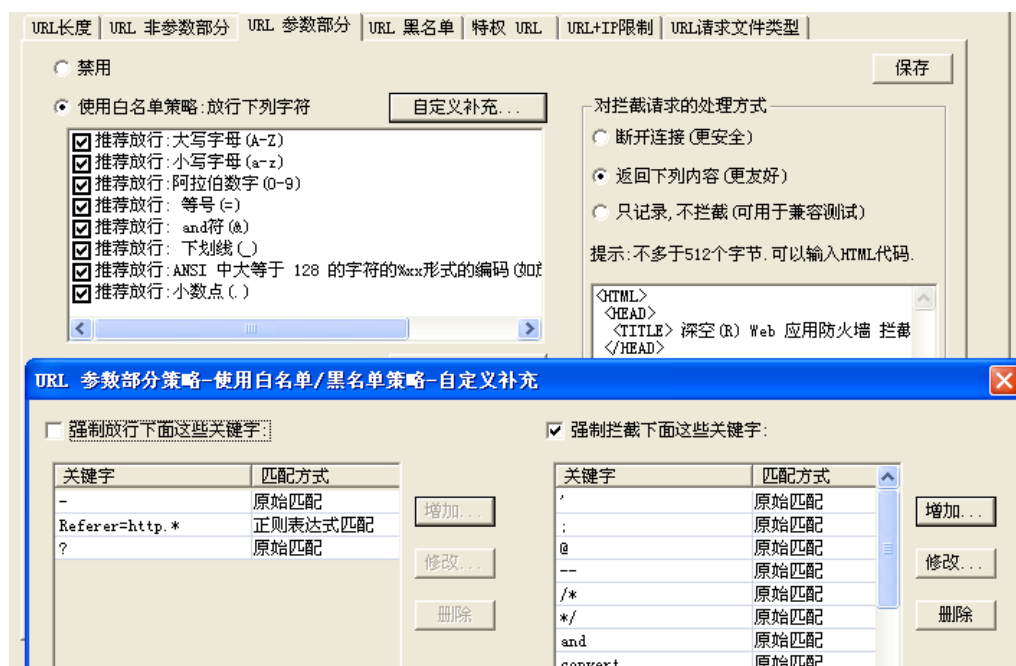 URL长度 URL 非参数部分 URL 参数部分 URL 黑名单 特权 URL URL+IP限制 URL请求文件类型
禁用
保存
使用白名单策略:放行下列字符
自定义补充...
推荐放行:大写字母(A-Z)
推荐放行:小写字母(a-z)
推荐放行:阿拉伯数字(0-9)
推荐放行: 等号(=)
推荐放行: and符(&)
推荐放行: 下划线(_)
推荐放行:ANSI 中大等于 128 的字符的%xx形式的编码(如
推荐放行:小数点(.)
对拦截请求的处理方式
断开连接(更安全)
返回下列内容(更友好)
只记录,不拦截(可用于兼容测试)
提示:不多于512个字节.可以输入HTML代码.
<HTML>
<HEAD>
<TITLE> 深空(R) Web 应用防火墙 拦截
</HEAD>
URL 参数部分策略-使用白名单/黑名单策略-自定义补充
强制放行下面这些关键字:
关键字 匹配方式
- 原始匹配
Referer=http.* 正则表达式匹配
? 原始匹配
增加...
修改...
删除
强制拦截下面这些关键字:
关键字 匹配方式
' 原始匹配
; 原始匹配
@ 原始匹配
-- 原始匹配
/* 原始匹配
*/ 原始匹配
and 原始匹配
convert 原始匹配
增加...
修改...
删除